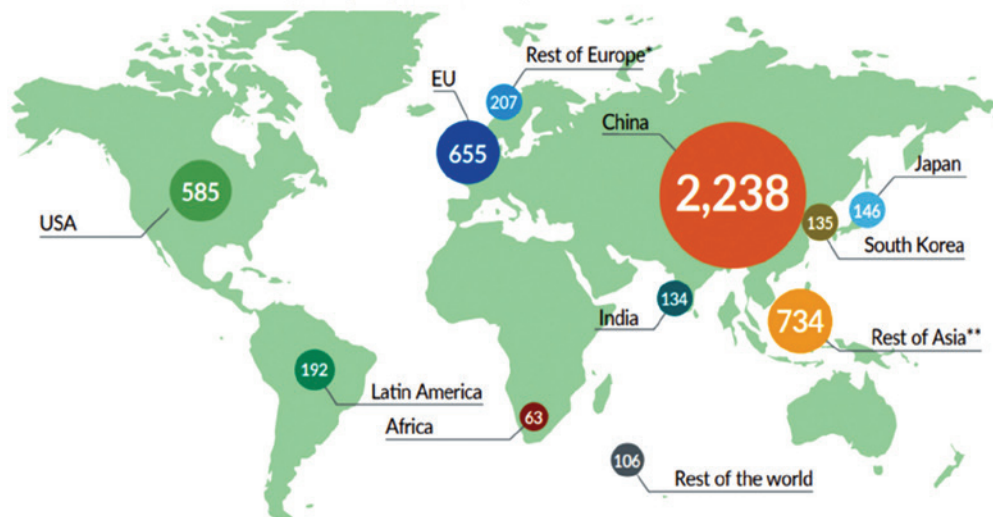 Rest of Europe*
EU
207
China
655
2,238
585
Japan
146
135
USA
South Korea
134
India
734
Rest of Asia**
192
Latin America
63
Africa
106
Rest of the world